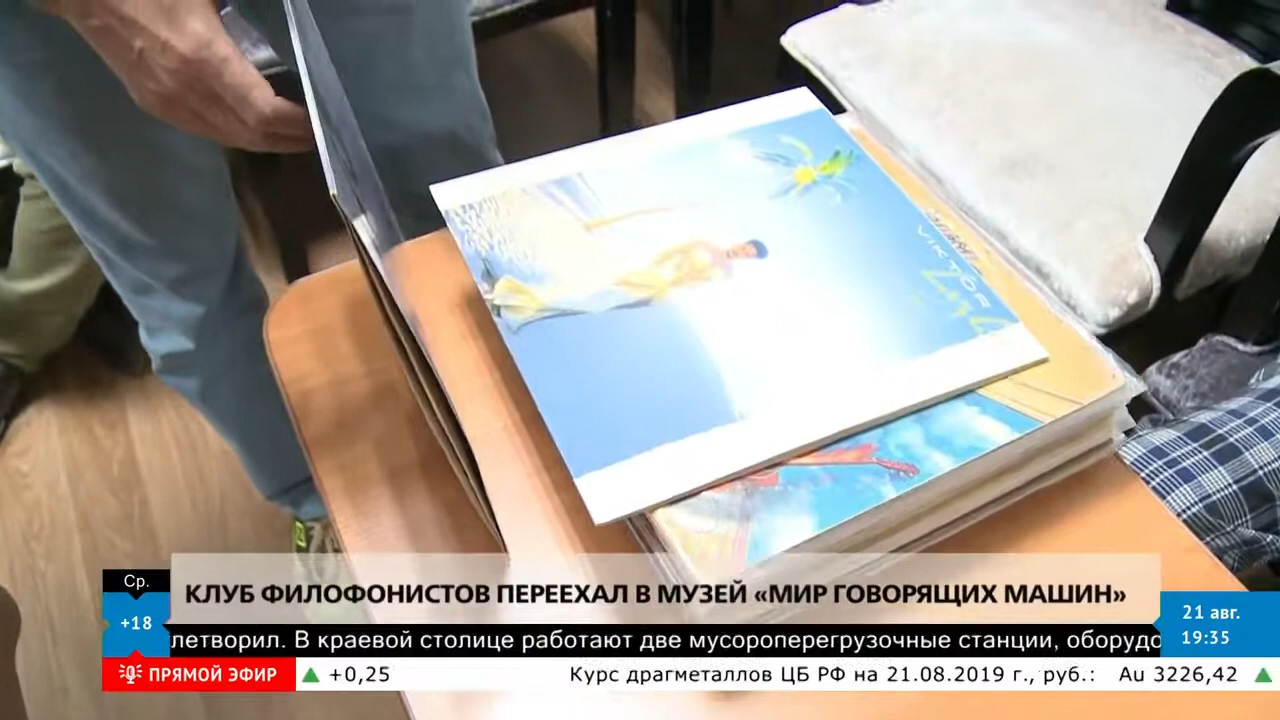 VIKTOR
КЛУБ ФИЛОФОНИСТОВ ПЕРЕЕХАЛ В МУЗЕЙ «МИР ГОВОРЯЩИХ МАШИН»
Ср.
+18
21 авг.
19:35
летворил. В краевой столице работают две мусороперегрузочные станции, оборудо
ПРЯМОЙ ЭФИР
+0,25 Курс драгметаллов ЦБ РФ на 21.08.2019 г., руб.: Au 3226,42